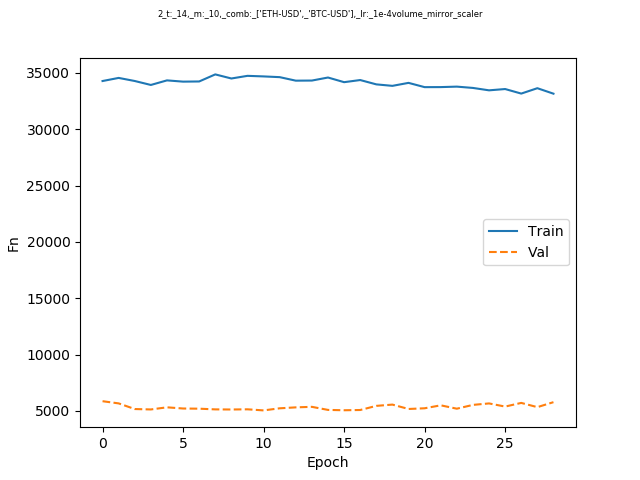 2_t:_14,_m:_10,_comb:_['ETH-USD',_'BTC-USD'],_lr:_1e-4volume_mirror_scaler
35000
30000
25000
20000
15000
10000
5000
Fn
Train
Val
0 5 10 15 20 25
Epoch